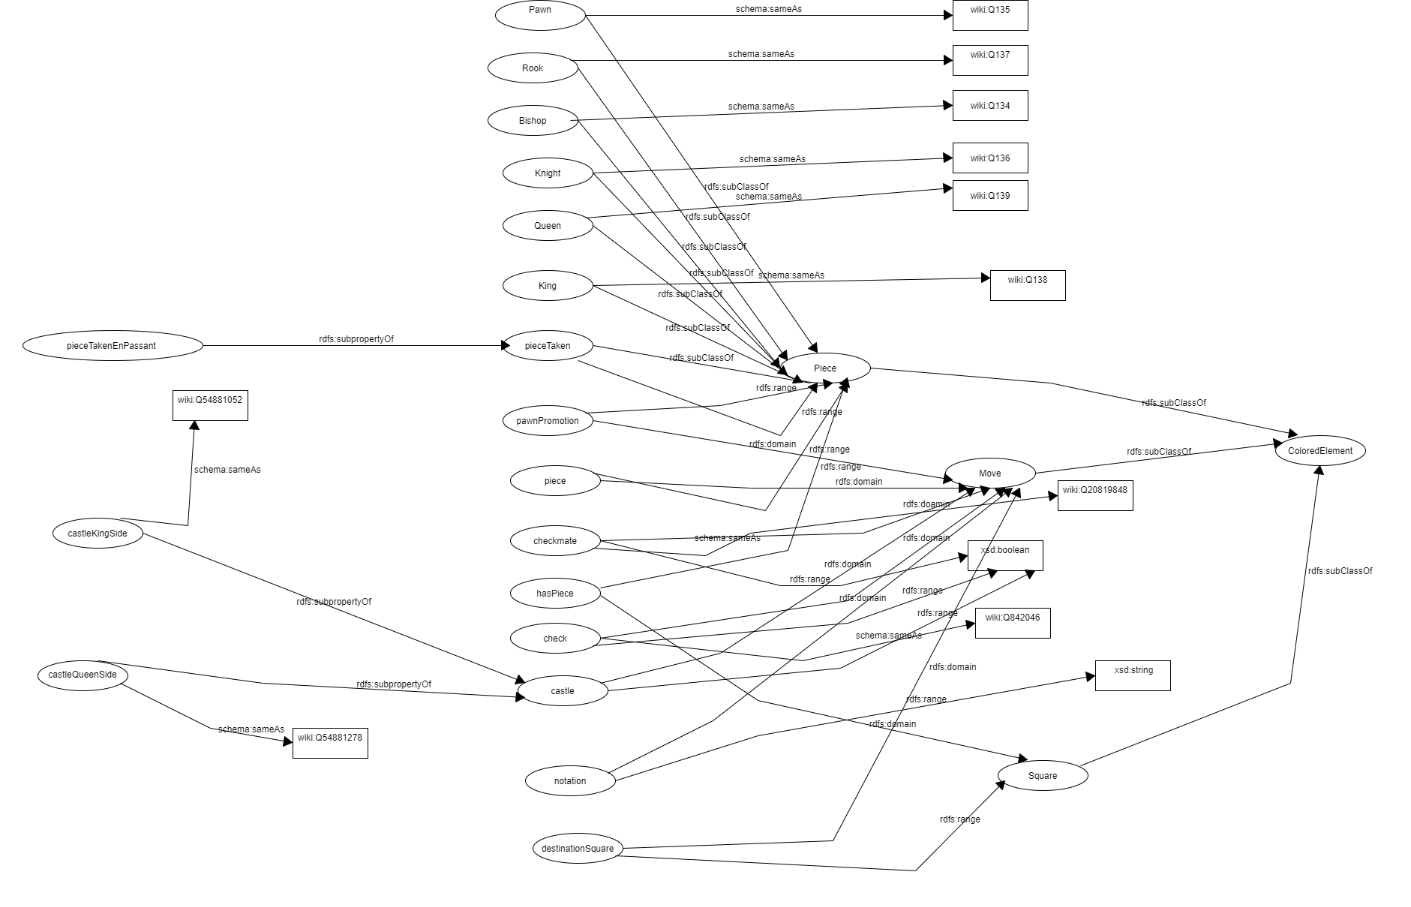 Pawn
schema:sameAs
wiki:Q135
Rook
schema:sameAs
wiki:Q137
Bishop
schema:sameAs
wiki:Q134
Knight
schema:sameAs
wiki:Q136
rdfs:subClassOf
schema:sameAs
wiki:Q139
Queen
rdfs:subClassOf
rdfs:subClassOf
rdfs:subClassOf
schema:sameAs
wiki:Q138
King
rdfs:subClassOf
rdfs:subClassOf
pieceTakenEnPassant
rdfs:subpropertyOf
pieceTaken
rdfs:subClassOf
Piece
rdfs:range
wiki:Q54881052
rdfs:subClassOf
rdfs:range
pawnPromotion
rdfs:domain
rdfs:range
rdfs:subClassOf
ColoredElement
schema:sameAs
rdfs:range
Move
piece
rdfs:domain
wiki:Q20819848
rdfs:doamin
castleKingSide
checkmate
schema:sameAs
rdfs:domain
xsd:boolean
rdfs:domain
rdfs:subClassOf
rdfs:range
hasPiece
rdfs:range
rdfs:domain
rdfs:subpropertyOf
rdfs:range
wiki:Q842046
check
schema:sameAs
castleQueenSide
rdfs:subpropertyOf
castle
rdfs:domain
xsd:string
rdfs:range
schema:sameAs
wiki:Q54881278
rdfs:domain
notation
Square
rdfs:range
destinationSquare